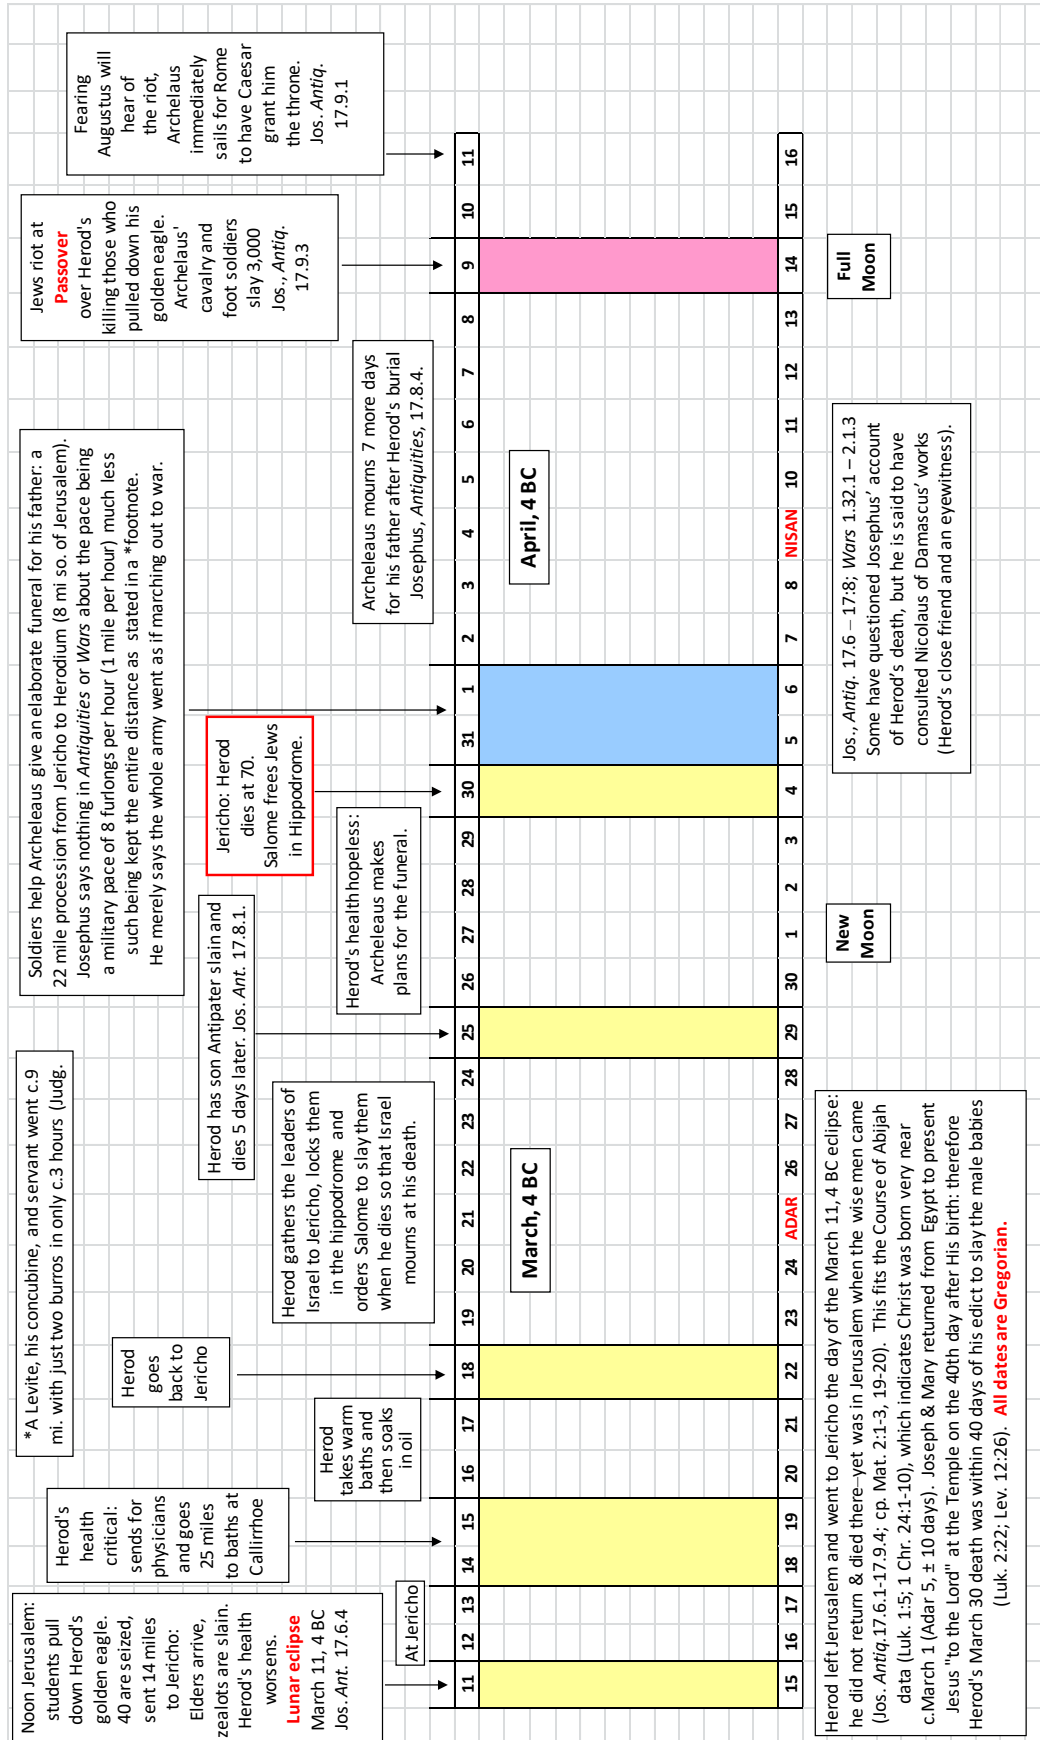 Noon Jerusalem:
students pull
down Herod's
golden eagle.
40 are seized,
sent 14 miles
to Jericho:
Elders arrive,
zealots are slain.
Herod's health
worsens.
Lunar eclipse
March 11, 4 BC
Jos. Ant. 17.6.4
At Jericho
Herod's
health
critical:
sends for
physicians
and goes
25 miles
to baths at
Callirrhoe
Herod
takes warm
baths and
then soaks
in oil
Herod
goes
back to
Jericho
*A Levite, his concubine, and servant went c.9
mi. with just two burros in only c.3 hours (Judg.
Herod gathers the leaders of
Israel to Jericho, locks them
in the hippodrome and
orders Salome to slay them
when he dies so that Israel
mourns at his death.
Herod has son Antipater slain and
dies 5 days later. Jos. Ant. 17.8.1.
Herod's health hopeless:
Archeleaus makes
plans for the funeral.
Jericho: Herod
dies at 70.
Salome frees Jews
in Hippodrome.
Soldiers help Archeleaus give an elaborate funeral for his father: a
22 mile procession from Jericho to Herodium (8 mi so. of Jerusalem).
Josephus says nothing in Antiquities or Wars about the pace being
a military pace of 8 furlongs per hour (1 mile per hour) much less
such being kept the entire distance as stated in a *footnote.
He merely says the whole army went as if marching out to war.
Archeleaus mourns 7 more days
for his father after Herod's burial
Josephus, Antiquities, 17.8.4.
Jews riot at
Passover
over Herod's
killing those who
pulled down his
golden eagle.
Archelaus'
cavalry and
foot soldiers
slay 3,000
Jos., Antiq.
17.9.3
Fearing
Augustus will
hear of
the riot,
Archelaus
immediately
sails for Rome
to have Caesar
grant him
the throne.
Jos. Antiq.
17.9.1
11 12 13 14 15 16 17 18 19 20 21 22 23 24 25 26 27 28 29 30 31 1 2 3 4 5 6 7 8 9 10 11
March, 4 BC
April, 4 BC
15 16 17 18 19 20 21 22 23 24 ADAR 26 27 28 29 30 1 2 3 4 5 6 7 8 NISAN 10 11 12 13 14 15 16
New
Moon
Full
Moon
Herod left Jerusalem and went to Jericho the day of the March 11, 4 BC eclipse:
he did not return & died there--yet was in Jerusalem when the wise men came
(Jos. Antiq.17.6.1-17.9.4; cp. Mat. 2:1-3, 19-20). This fits the Course of Abijah
data (Luk. 1:5; 1 Chr. 24:1-10), which indicates Christ was born very near
c.March 1 (Adar 5, ± 10 days). Joseph & Mary returned from Egypt to present
Jesus "to the Lord" at the Temple on the 40th day after His birth: therefore
Herod's March 30 death was within 40 days of his edict to slay the male babies
(Luk. 2:22; Lev. 12:26). All dates are Gregorian.
Jos., Antiq. 17.6 – 17:8; Wars 1.32.1 – 2.1.3
Some have questioned Josephus' account
of Herod's death, but he is said to have
consulted Nicolaus of Damascus' works
(Herod's close friend and an eyewitness).